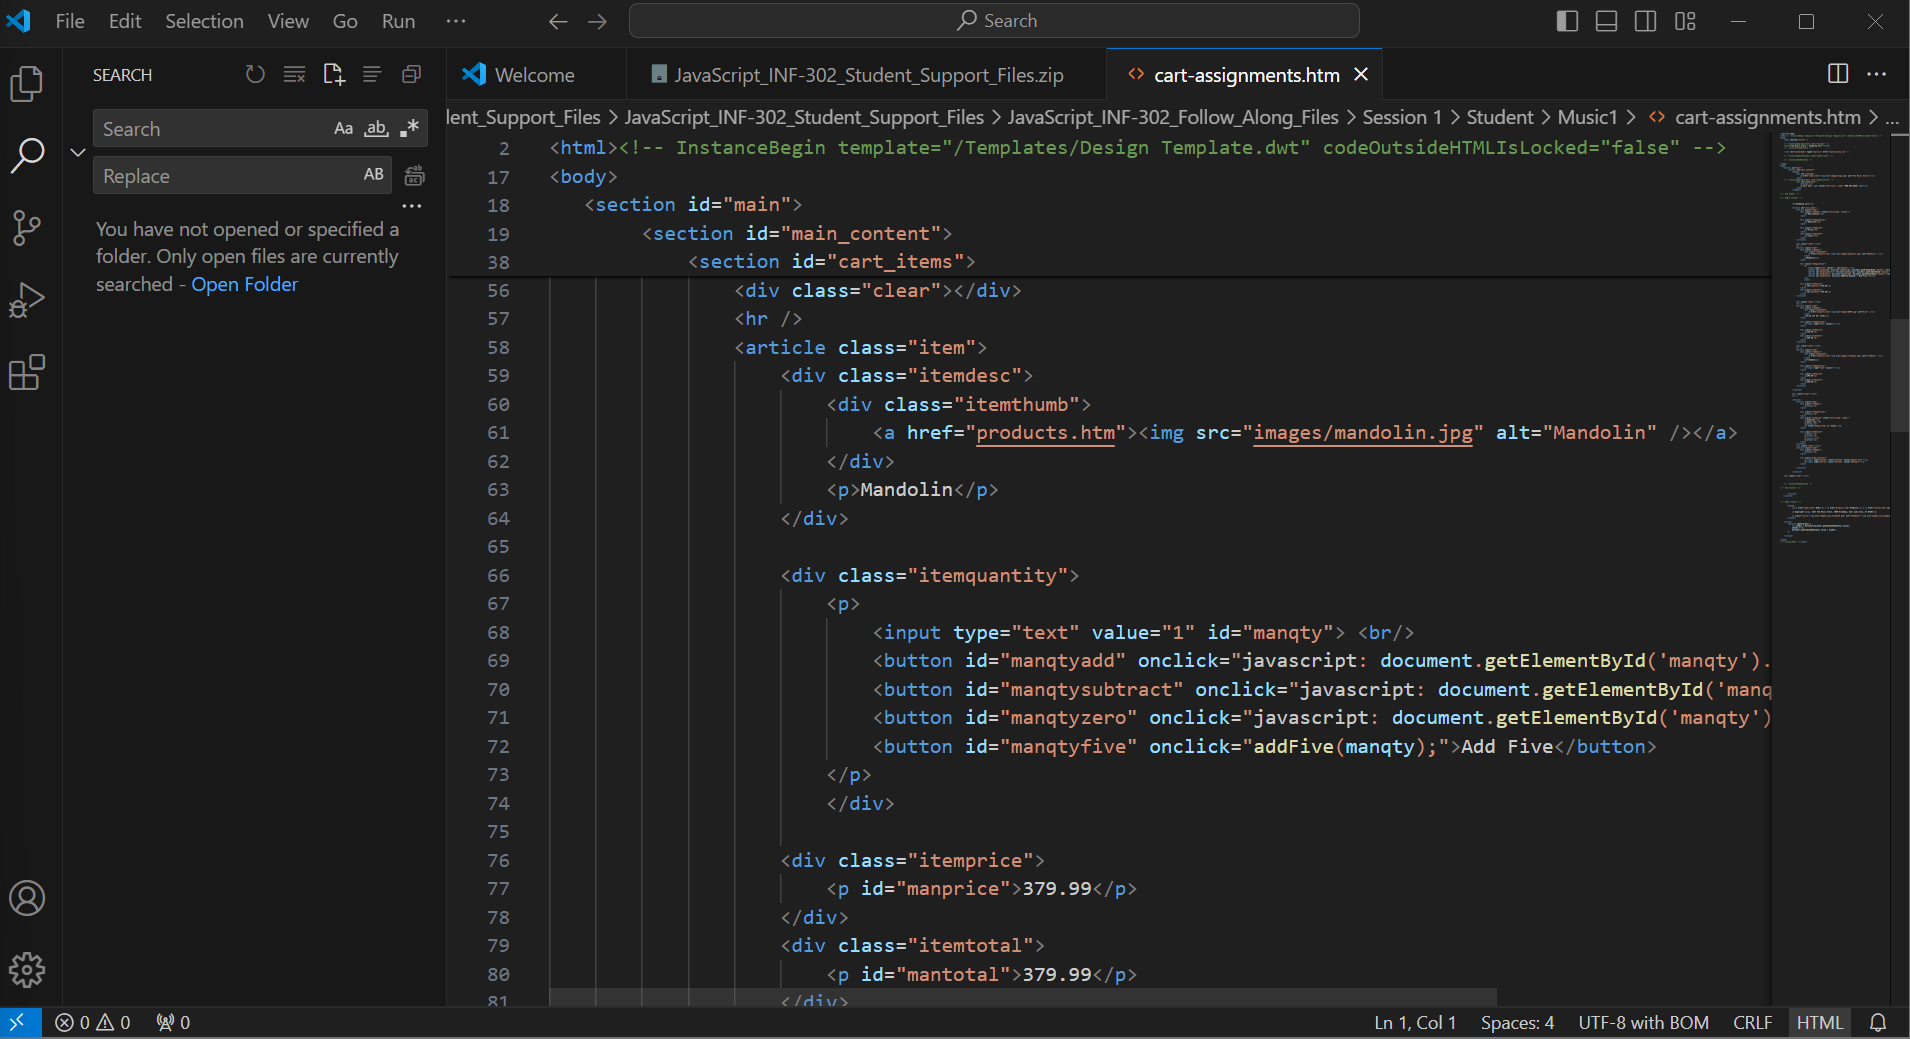 File Edit Selection View Go Run ···
Search
SEARCH
Search Aa ab .*
Replace AB
You have not opened or specified a
folder. Only open files are currently
searched - Open Folder
Welcome
JavaScript_INF-302_Student_Support_Files.zip
cart-assignments.htm
lent_Support_Files > JavaScript_INF-302_Student_Support_Files > JavaScript_INF-302_Follow_Along_Files > Session 1 > Student > Music1 > <> cart-assignments.htm > ...
2 <html><!-- InstanceBegin template="/Templates/Design Template.dwt" codeOutsideHTMLIsLocked="false" -->
17 <body>
18 <section id="main">
19 <section id="main_content">
38 <section id="cart_items">
56 <div class="clear"></div>
57 <hr />
58 <article class="item">
59 <div class="itemdesc">
60 <div class="itemthumb">
61 <a href="products.htm"><img src="images/mandolin.jpg" alt="Mandolin" /></a>
62 </div>
63 <p>Mandolin</p>
64 </div>
65
66 <div class="itemquantity">
67 <p>
68 <input type="text" value="1" id="manqty"> <br/>
69 <button id="manqtyadd" onclick="javascript: document.getElementById('manqty').
70 <button id="manqtysubtract" onclick="javascript: document.getElementById('manq
71 <button id="manqtyzero" onclick="javascript: document.getElementById('manqty')
72 <button id="manqtyfive" onclick="addFive(manqty);">Add Five</button>
73 </p>
74 </div>
75
76 <div class="itemprice">
77 <p id="manprice">379.99</p>
78 </div>
79 <div class="itemtotal">
80 <p id="mantotal">379.99</p>
81 </div>
0 0 0
Ln 1, Col 1 Spaces: 4 UTF-8 with BOM CRLF HTML